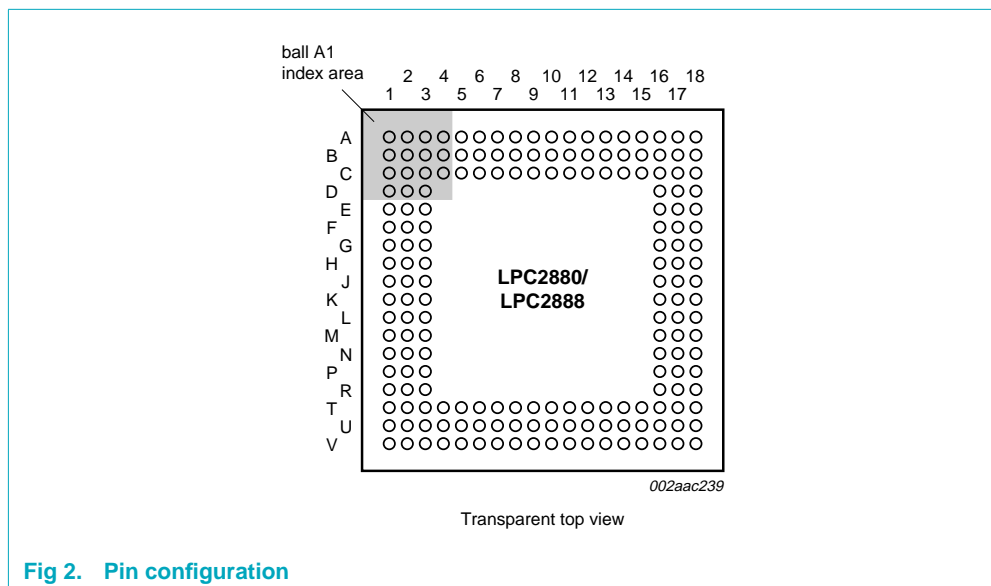 ball A1
index area
2 4 6 8 10 12 14 16 18
1 3 5 7 9 11 13 15 17
A
B
C
D
E
F
G
H
J
K
L
M
N
P
R
T
U
V
LPC2880/
LPC2888
002aac239
Transparent top view
Fig 2. Pin configuration